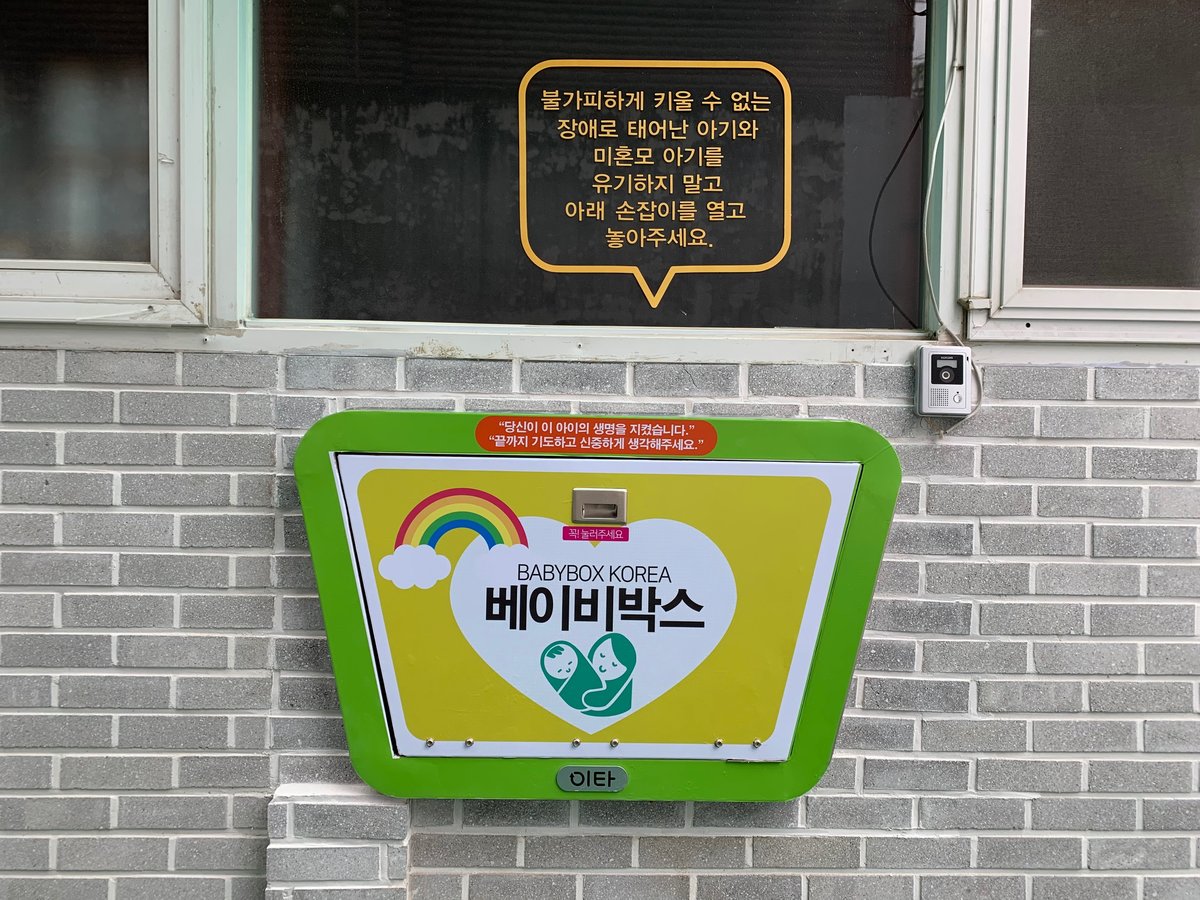 불가피하게 키울 수 없는
장애로 태어난 아기와
미혼모 아기를
유기하지 말고
아래 손잡이를 열고
놓아주세요.
“당신이 이 아이의 생명을 지켰습니다.”
“끝까지 기도하고 신중하게 생각해주세요.”
꼭! 눌러주세요
BABYBOX KOREA
베이비박스
이타